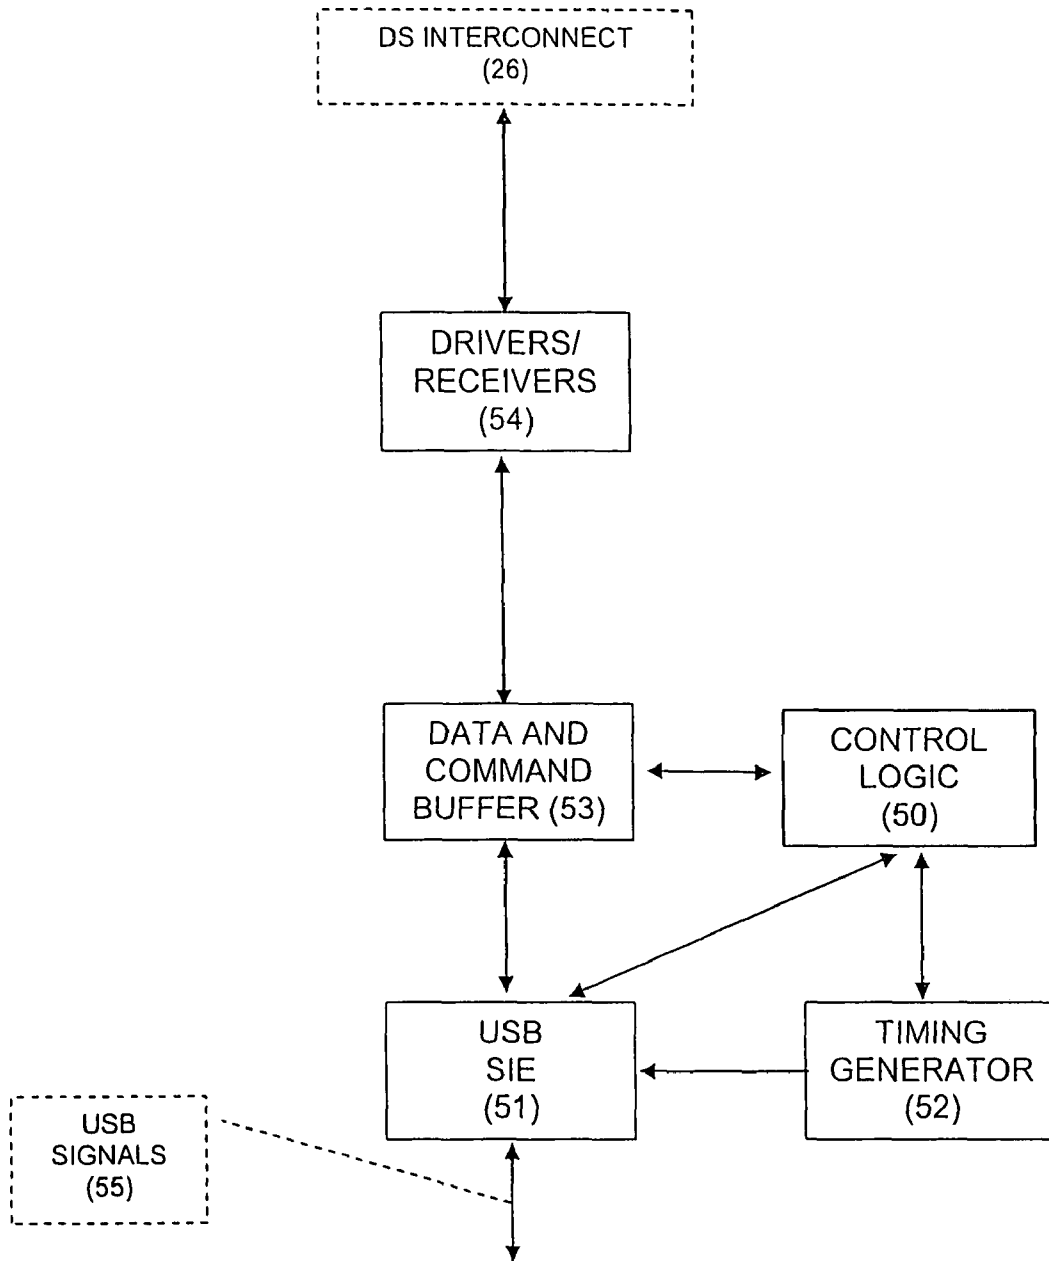 DS INTERCONNECT
(26)
DRIVERS/
RECEIVERS
(54)
DATA AND
COMMAND
BUFFER (53)
CONTROL
LOGIC
(50)
USB
SIE
(51)
TIMING
GENERATOR
(52)
USB
SIGNALS
(55)